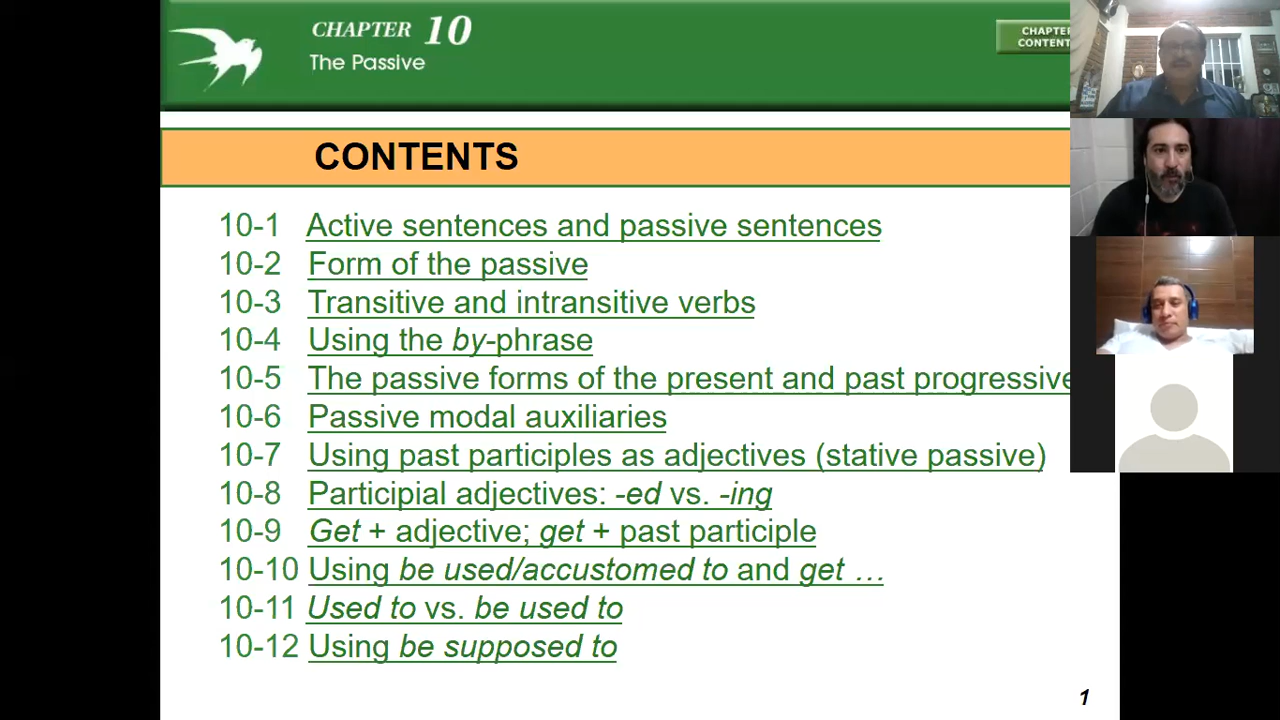 CHAPTER 10
The Passive
CHAPTER
CONTENT
CONTENTS
10-1 Active sentences and passive sentences
10-2 Form of the passive
10-3 Transitive and intransitive verbs
10-4 Using the by-phrase
10-5 The passive forms of the present and past progressive
10-6 Passive modal auxiliaries
10-7 Using past participles as adjectives (stative passive)
10-8 Participial adjectives: -ed vs. -ing
10-9 Get + adjective; get + past participle
10-10 Using be used/accustomed to and get …
10-11 Used to vs. be used to
10-12 Using be supposed to
1